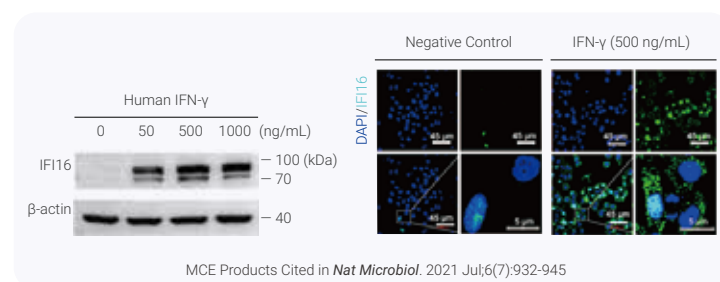 Negative Control
IFN-γ (500 ng/mL)
Human IFN-γ
0 50 500 1000 (ng/mL)
IFI16
100 (kDa)
70
β-actin
40
DAPI/IFI16
45 μm
45 μm
45 μm
45 μm
45 μm
5 μm
45 μm
5 μm
MCE Products Cited in Nat Microbiol. 2021 Jul;6(7):932-945